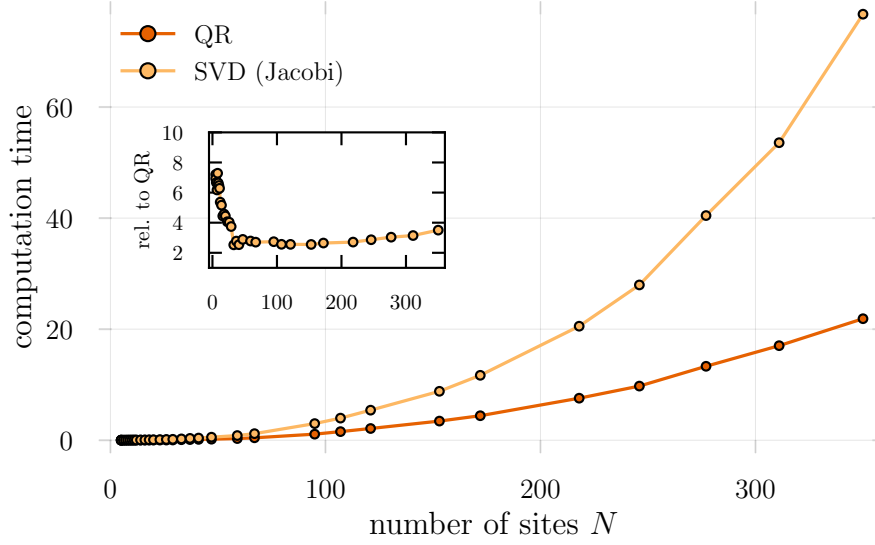 QR
SVD (Jacobi)
computation time
60
40
20
0
rel. to QR
10
8
6
4
2
0 100 200 300
0 100 200 300
number of sites N